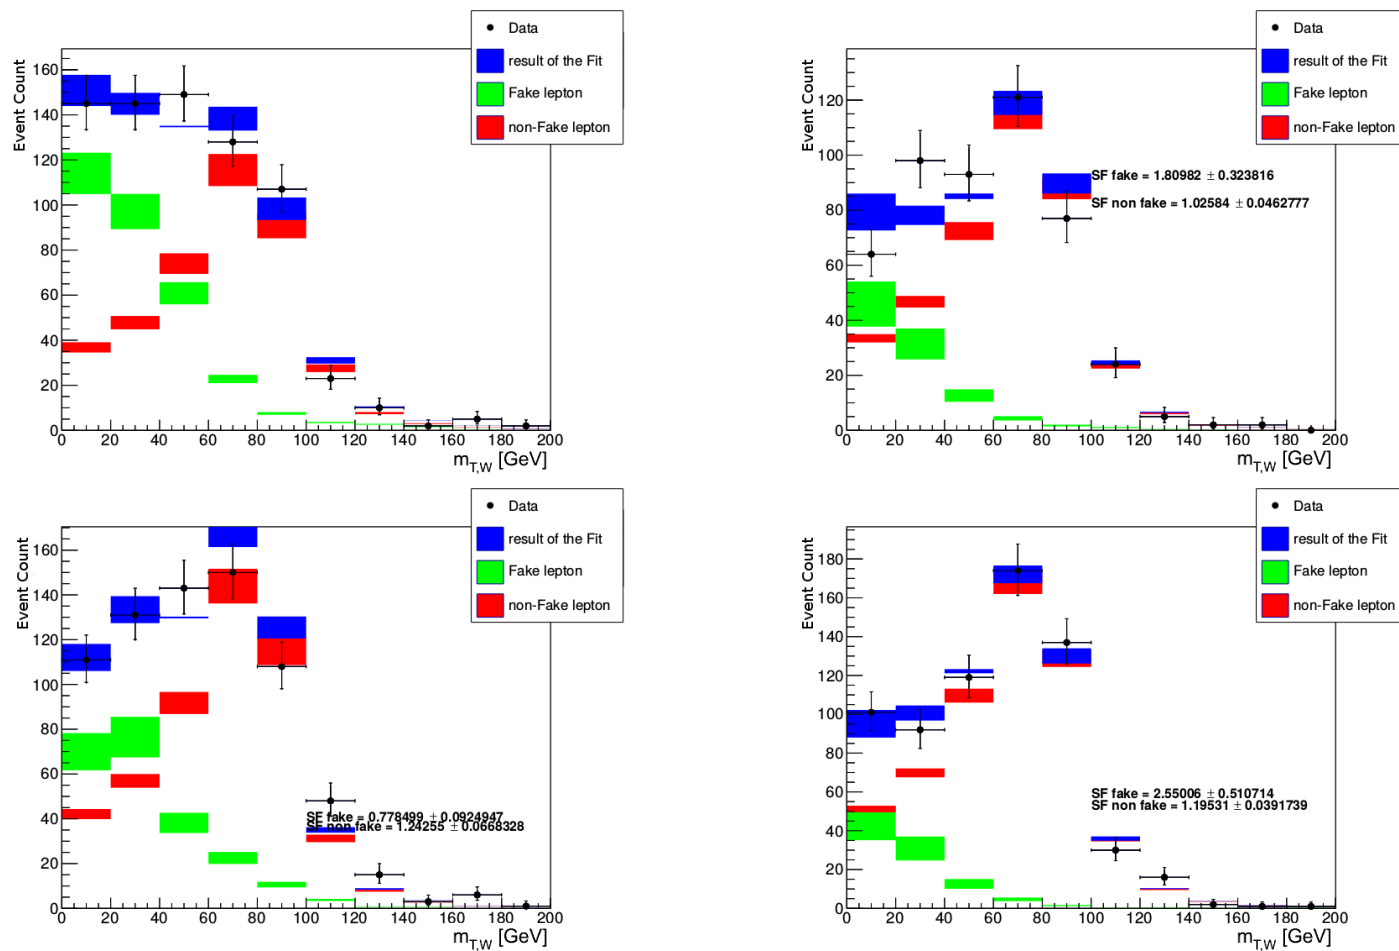 Data
result of the Fit
Fake lepton
non-Fake lepton
Event Count
160
140
120
100
80
60
40
20
0
0 20 40 60 80 100 120 140 160 180 200
m_T,W [GeV]
Data
result of the Fit
Fake lepton
non-Fake lepton
Event Count
120
100
80
60
40
20
0
SF fake = 1.80982 ± 0.323816
SF non fake = 1.02584 ± 0.0462777
0 20 40 60 80 100 120 140 160 180 200
m_T,W [GeV]
Data
result of the Fit
Fake lepton
non-Fake lepton
Event Count
160
140
120
100
80
60
40
20
0
SF fake = 0.778499 ± 0.0924947
SF non fake = 1.24255 ± 0.0668328
0 20 40 60 80 100 120 140 160 180 200
m_T,W [GeV]
Data
result of the Fit
Fake lepton
non-Fake lepton
Event Count
180
160
140
120
100
80
60
40
20
0
SF fake = 2.55006 ± 0.510714
SF non fake = 1.19531 ± 0.0391739
0 20 40 60 80 100 120 140 160 180 200
m_T,W [GeV]